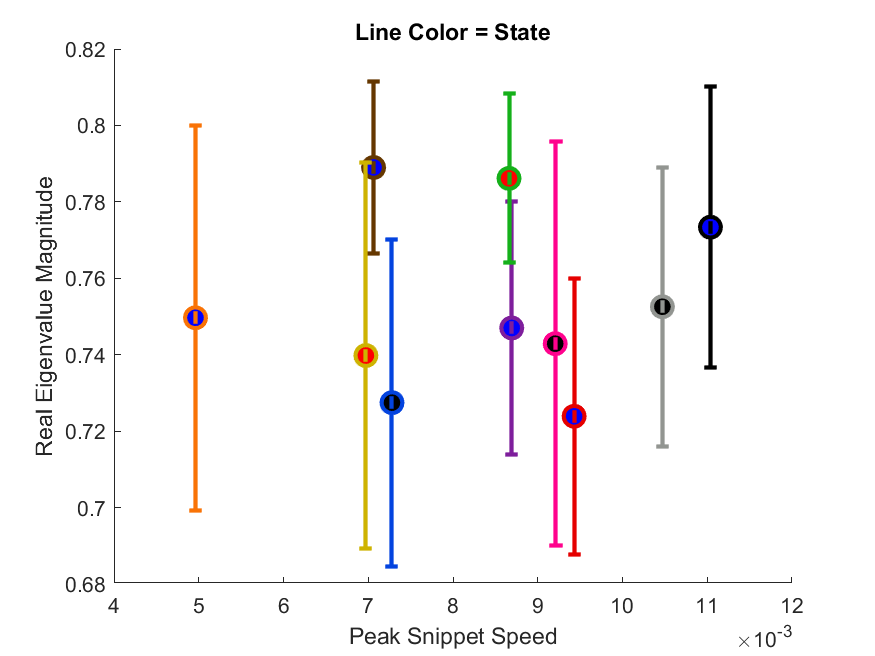 Line Color = State
0.82
0.8
0.78
0.76
0.74
0.72
0.7
0.68
Real Eigenvalue Magnitude
4 5 6 7 8 9 10 11 12
Peak Snippet Speed
×10-3